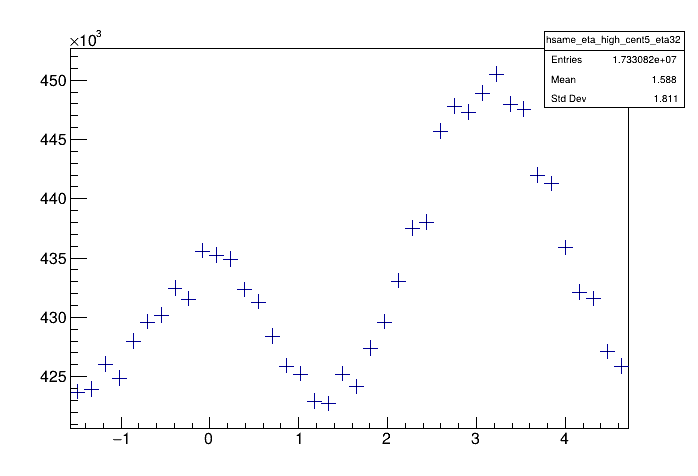 ×10³
hsame_eta_high_cent5_eta32
Entries 1.733082e+07
Mean 1.588
Std Dev 1.811
450
445
440
435
430
425
−1 0 1 2 3 4